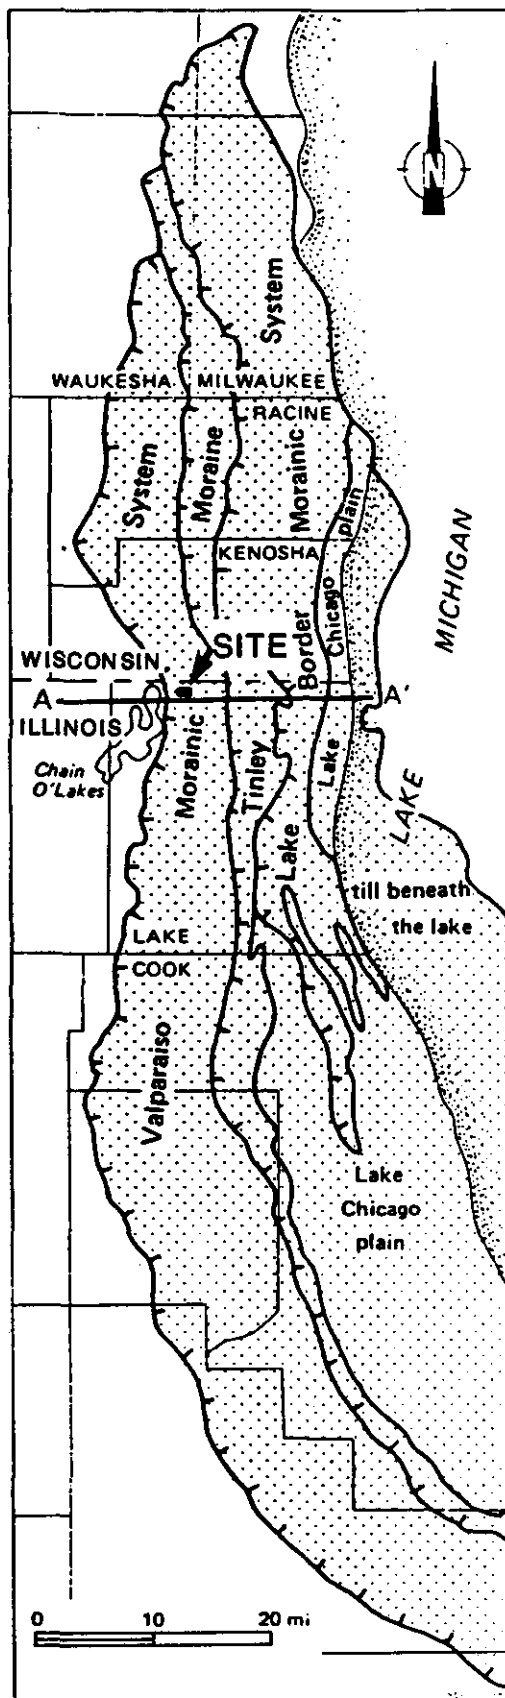 N
System
WAUKESHA
MILWAUKEE
RACINE
System
Moraine
Morainic
plain
KENOSHA
MICHIGAN
Border
Chicago
SITE
WISCONSIN
A
A'
ILLINOIS
Chain
O'Lakes
Morainic
Tinley
Lake
Lake
LAKE
till beneath
the lake
LAKE
COOK
Valparaiso
Lake
Chicago
plain
0 10 20 mi